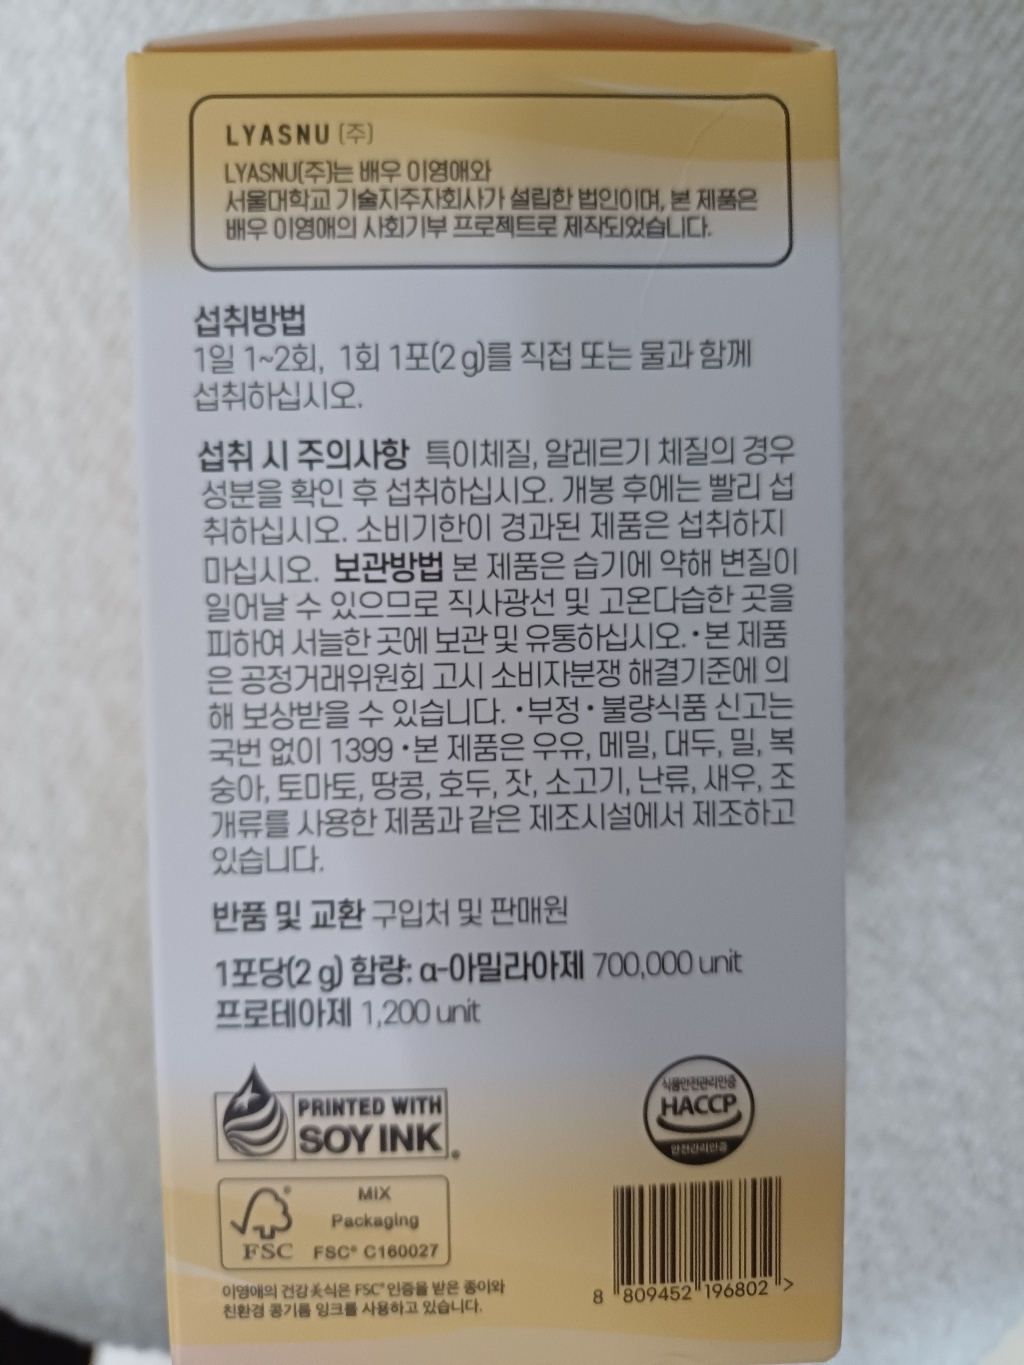 LYASNU (주)
LYASNU(주)는 배우 이영애와
서울대학교 기술지주자회사가 설립한 법인이며, 본 제품은
배우 이영애의 사회기부 프로젝트로 제작되었습니다.
섭취방법
1일 1~2회, 1회 1포(2 g)를 직접 또는 물과 함께
섭취하십시오.
섭취 시 주의사항 특이체질, 알레르기 체질의 경우
성분을 확인 후 섭취하십시오. 개봉 후에는 빨리 섭
취하십시오. 소비기한이 경과된 제품은 섭취하지
마십시오. 보관방법 본 제품은 습기에 약해 변질이
일어날 수 있으므로 직사광선 및 고온다습한 곳을
피하여 서늘한 곳에 보관 및 유통하십시오. •본 제품
은 공정거래위원회 고시 소비자분쟁 해결기준에 의
해 보상받을 수 있습니다. •부정•불량식품 신고는
국번 없이 1399 •본 제품은 우유, 메밀, 대두, 밀, 복
숭아, 토마토, 땅콩, 호두, 잣, 소고기, 난류, 새우, 조
개류를 사용한 제품과 같은 제조시설에서 제조하고
있습니다.
반품 및 교환 구입처 및 판매원
1포당(2 g) 함량: α-아밀라아제 700,000 unit
프로테아제 1,200 unit
PRINTED WITH
SOY INK®
식품안전관리인증
HACCP
안전관리인증
MIX
Packaging
FSC® C160027
FSC
이영애의 건강美식은 FSC®인증을 받은 종이와
친환경 콩기름 잉크를 사용하고 있습니다.
8 809452 196802 >